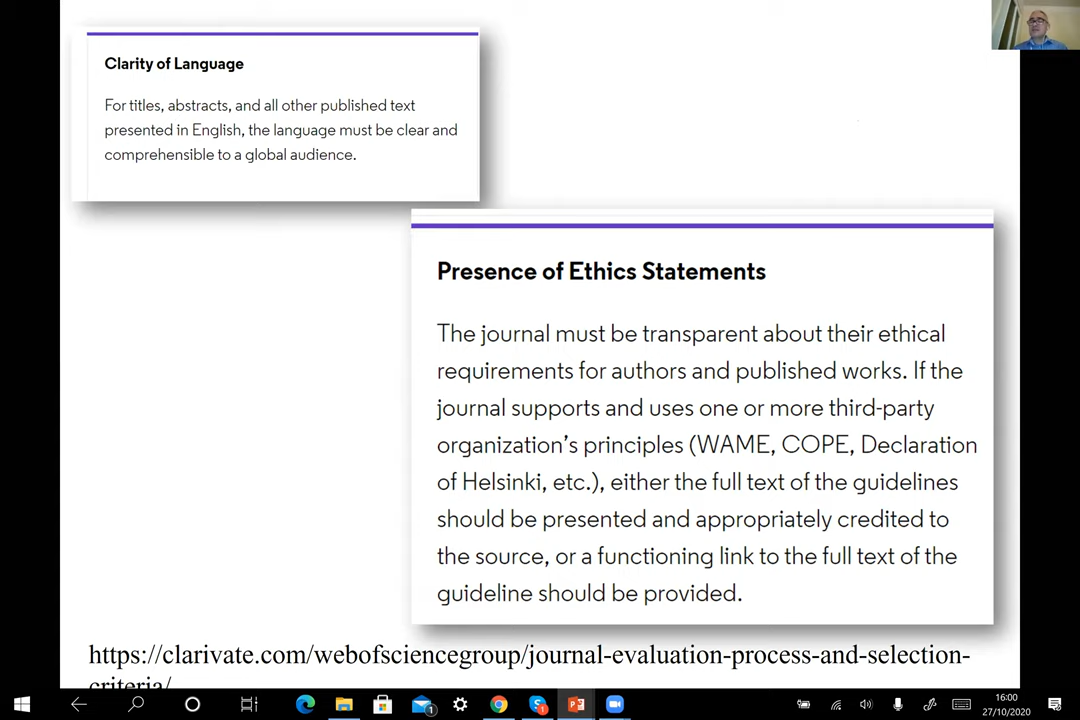 Clarity of Language
For titles, abstracts, and all other published text
presented in English, the language must be clear and
comprehensible to a global audience.
Presence of Ethics Statements
The journal must be transparent about their ethical
requirements for authors and published works. If the
journal supports and uses one or more third-party
organization’s principles (WAME, COPE, Declaration
of Helsinki, etc.), either the full text of the guidelines
should be presented and appropriately credited to
the source, or a functioning link to the full text of the
guideline should be provided.
https://clarivate.com/webofsciencegroup/journal-evaluation-process-and-selection-
criteria/
16:00
27/10/2020